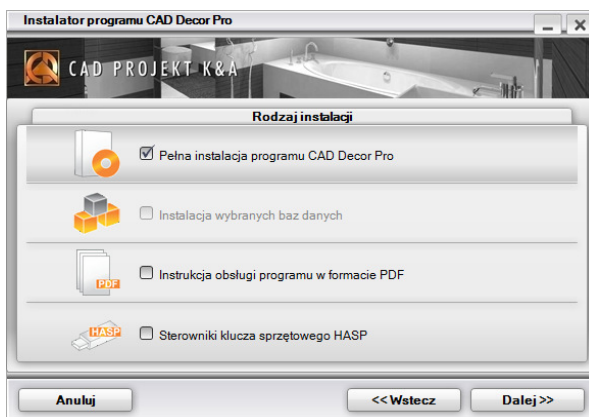 Instalator programu CAD Decor Pro
CAD PROJEKT K&A
Rodzaj instalacji
Pełna instalacja programu CAD Decor Pro
Instalacja wybranych baz danych
PDF
Instrukcja obsługi programu w formacie PDF
HASP
Sterowniki klucza sprzętowego HASP
Anuluj
<< Wstecz
Dalej >>